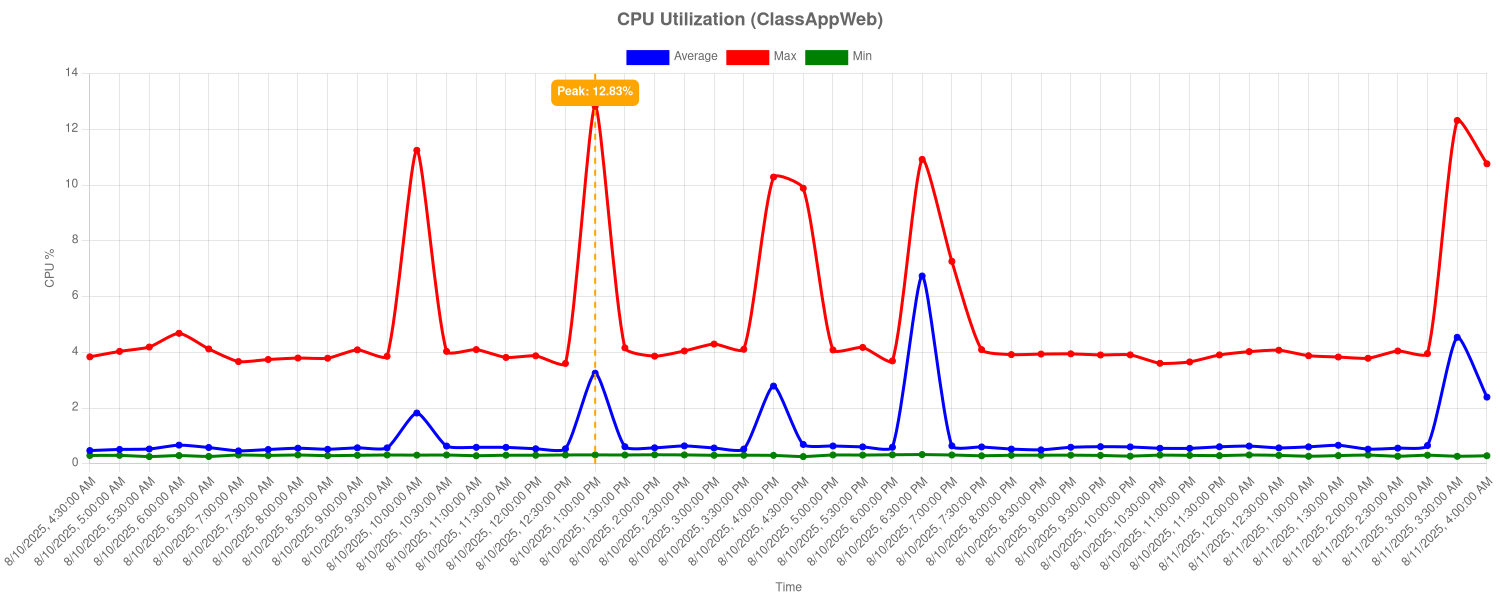 CPU Utilization (ClassAppWeb)
Average Max Min
Peak: 12.83%
14
12
10
8
6
4
2
0
CPU %
8/10/2025, 4:30:00 AM
8/10/2025, 5:00:00 AM
8/10/2025, 5:30:00 AM
8/10/2025, 6:00:00 AM
8/10/2025, 6:30:00 AM
8/10/2025, 7:00:00 AM
8/10/2025, 7:30:00 AM
8/10/2025, 8:00:00 AM
8/10/2025, 8:30:00 AM
8/10/2025, 9:00:00 AM
8/10/2025, 9:30:00 AM
8/10/2025, 10:00:00 AM
8/10/2025, 10:30:00 AM
8/10/2025, 11:00:00 AM
8/10/2025, 11:30:00 AM
8/10/2025, 12:00:00 PM
8/10/2025, 12:30:00 PM
8/10/2025, 1:00:00 PM
8/10/2025, 1:30:00 PM
8/10/2025, 2:00:00 PM
8/10/2025, 2:30:00 PM
8/10/2025, 3:00:00 PM
8/10/2025, 3:30:00 PM
8/10/2025, 4:00:00 PM
8/10/2025, 4:30:00 PM
8/10/2025, 5:00:00 PM
8/10/2025, 5:30:00 PM
8/10/2025, 6:00:00 PM
8/10/2025, 6:30:00 PM
8/10/2025, 7:00:00 PM
8/10/2025, 7:30:00 PM
8/10/2025, 8:00:00 PM
8/10/2025, 8:30:00 PM
8/10/2025, 9:00:00 PM
8/10/2025, 9:30:00 PM
8/10/2025, 10:00:00 PM
8/10/2025, 10:30:00 PM
8/10/2025, 11:00:00 PM
8/10/2025, 11:30:00 PM
8/11/2025, 12:00:00 AM
8/11/2025, 12:30:00 AM
8/11/2025, 1:00:00 AM
8/11/2025, 1:30:00 AM
8/11/2025, 2:00:00 AM
8/11/2025, 2:30:00 AM
8/11/2025, 3:00:00 AM
8/11/2025, 3:30:00 AM
8/11/2025, 4:00:00 AM
Time